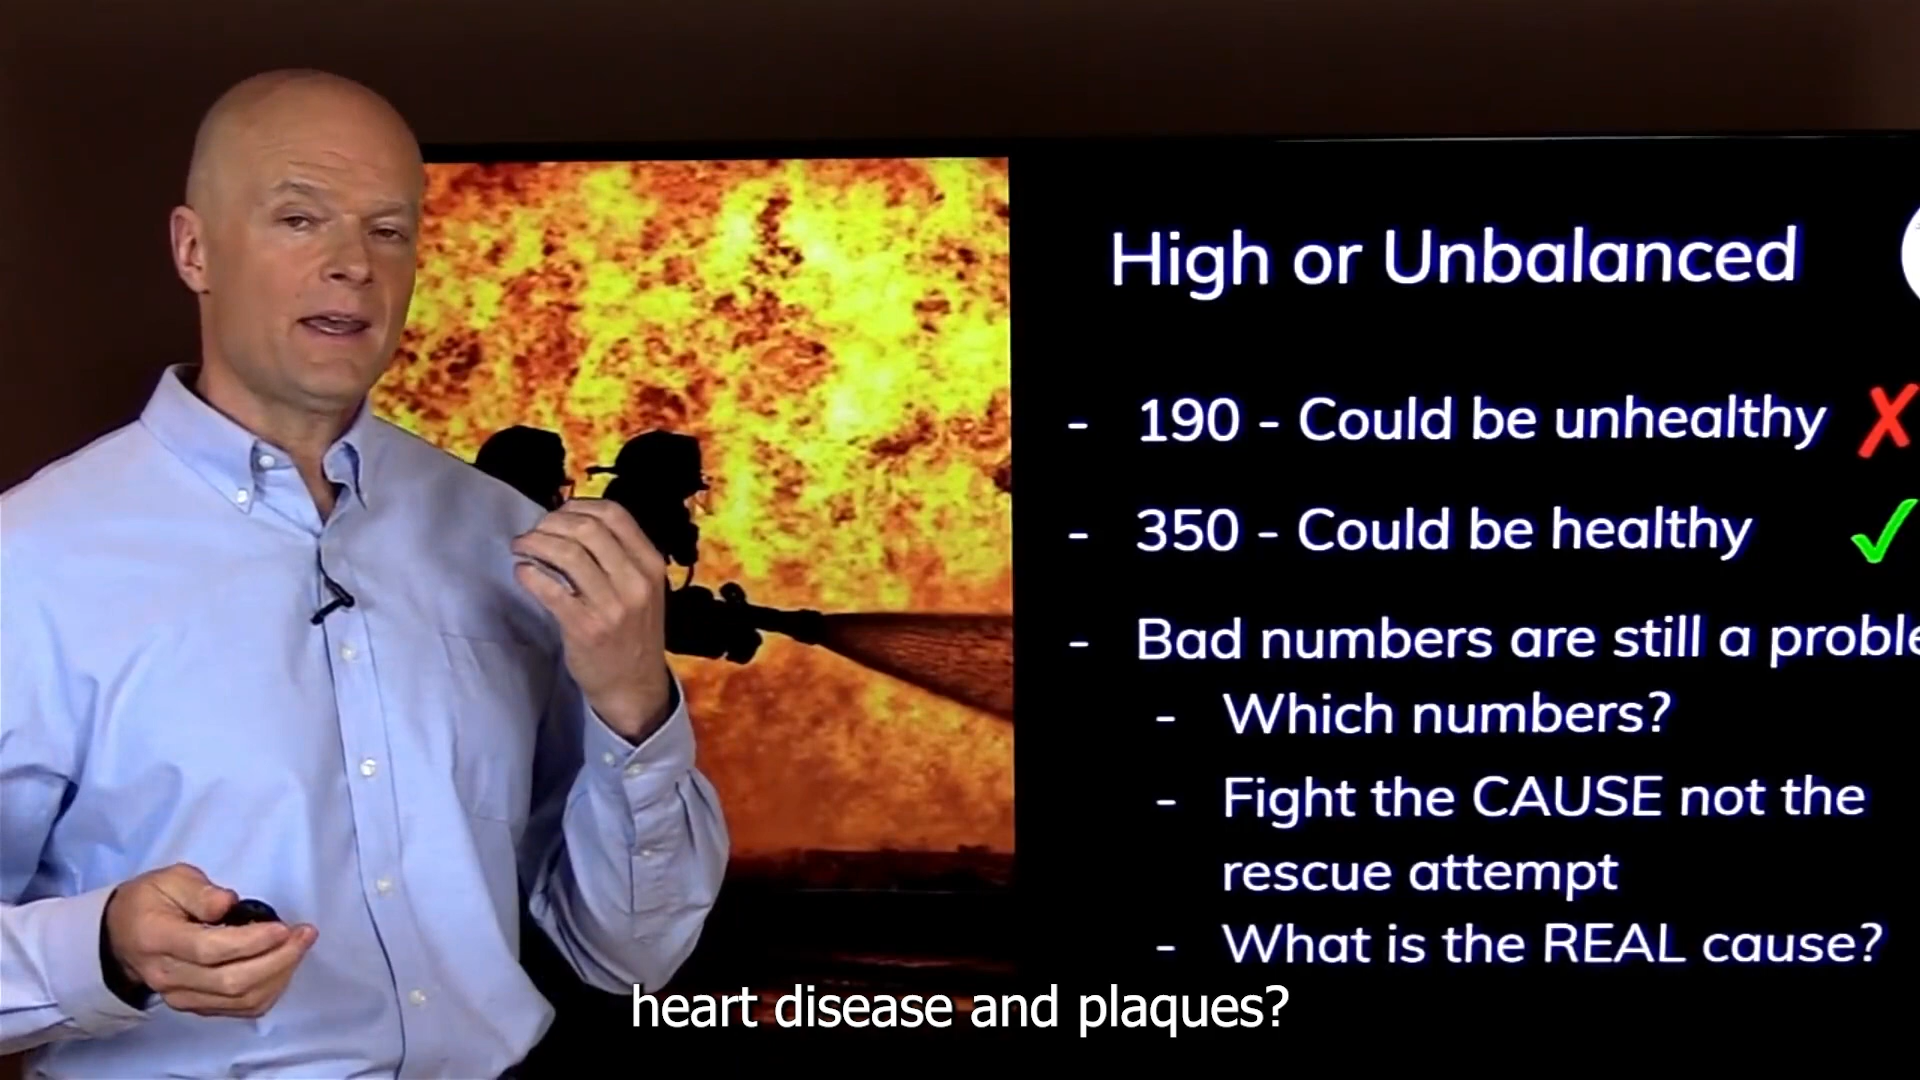 High or Unbalanced
- 190 - Could be unhealthy ✗
- 350 - Could be healthy ✓
- Bad numbers are still a proble
- Which numbers?
- Fight the CAUSE not the
rescue attempt
- What is the REAL cause?
heart disease and plaques?